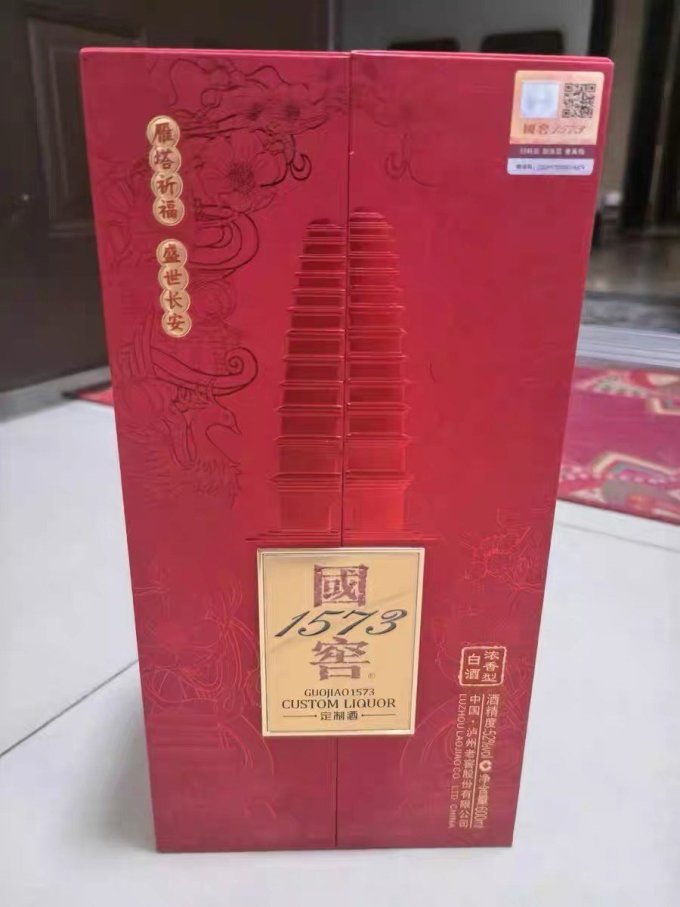 雁塔祈福
盛世长安
國窖1573
國
1573
窖®
GUOJIAO1573
CUSTOM LIQUOR
定制酒
浓香型
白酒
酒精度:52%vol 净含量:600ml
中国·泸州老窖股份有限公司
LUZHOU LAOJIAO CO., LTD. CHINA